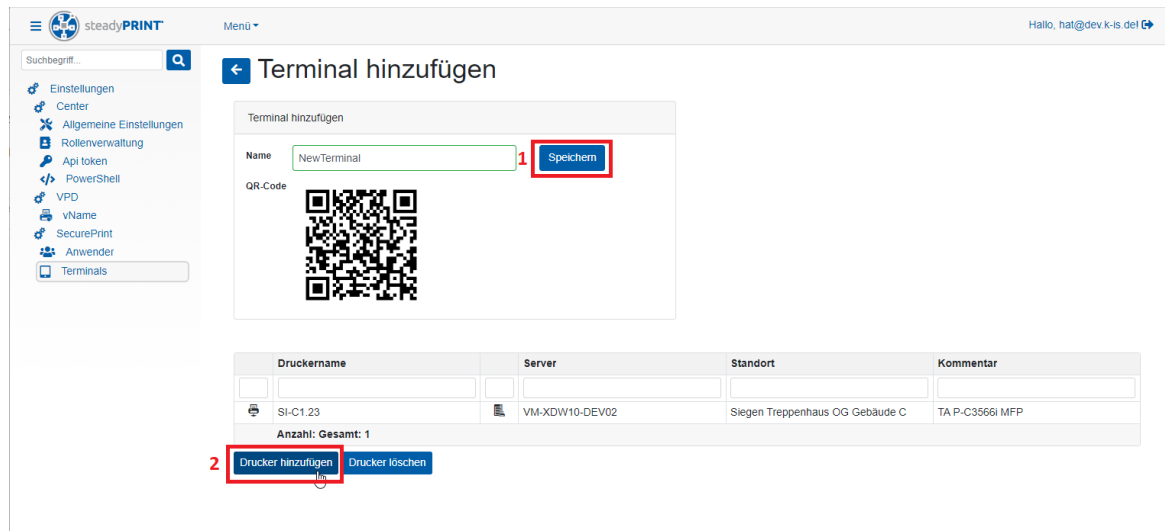 steadyPRINT
Menü
Hallo, hat@dev.k-is.de!
Suchbegriff...
Einstellungen
Center
Allgemeine Einstellungen
Rollenverwaltung
Api token
PowerShell
VPD
vName
SecurePrint
Anwender
Terminals
Terminal hinzufügen
Terminal hinzufügen
Name NewTerminal 1 Speichern
QR-Code
Druckername Server Standort Kommentar
SI-C1.23 VM-XDW10-DEV02 Siegen Treppenhaus OG Gebäude C TA P-C3566i MFP
Anzahl: Gesamt: 1
2 Drucker hinzufügen Drucker löschen